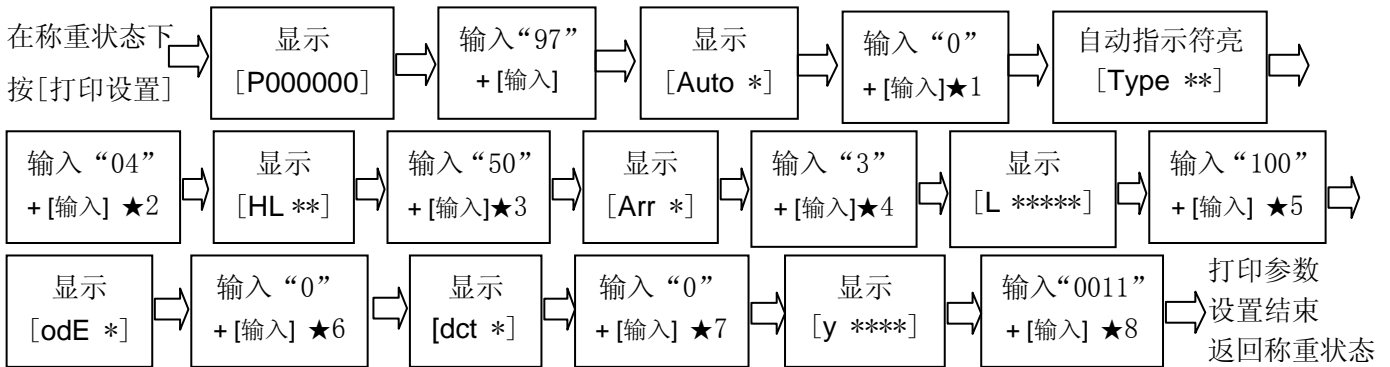 在称重状态下
按[打印设置]
显示
[P000000]
输入“97”
+ [输入]
显示
[Auto *]
输入 “0”
+ [输入]★1
自动指示符亮
[Type **]
输入 “04”
+ [输入] ★2
显示
[HL **]
输入 “50”
+ [输入]★3
显示
[Arr *]
输入 “3”
+ [输入]★4
显示
[L *****]
输入 “100”
+ [输入] ★5
显示
[odE *]
输入 “0”
+ [输入] ★6
显示
[dct *]
输入 “0”
+ [输入] ★7
显示
[y ****]
输入“0011”
+ [输入] ★8
打印参数
设置结束
返回称重状态